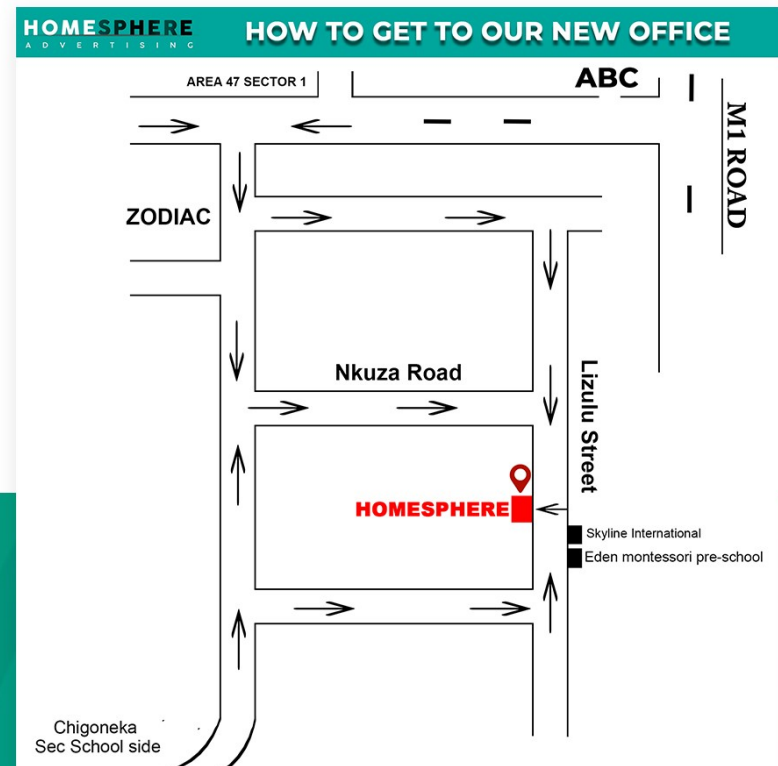 HOMESPHERE
ADVERTISING
HOW TO GET TO OUR NEW OFFICE
AREA 47 SECTOR 1
ABC
M1 ROAD
ZODIAC
Nkuza Road
Lizulu Street
HOMESPHERE
Skyline International
Eden montessori pre-school
Chigoneka
Sec School side